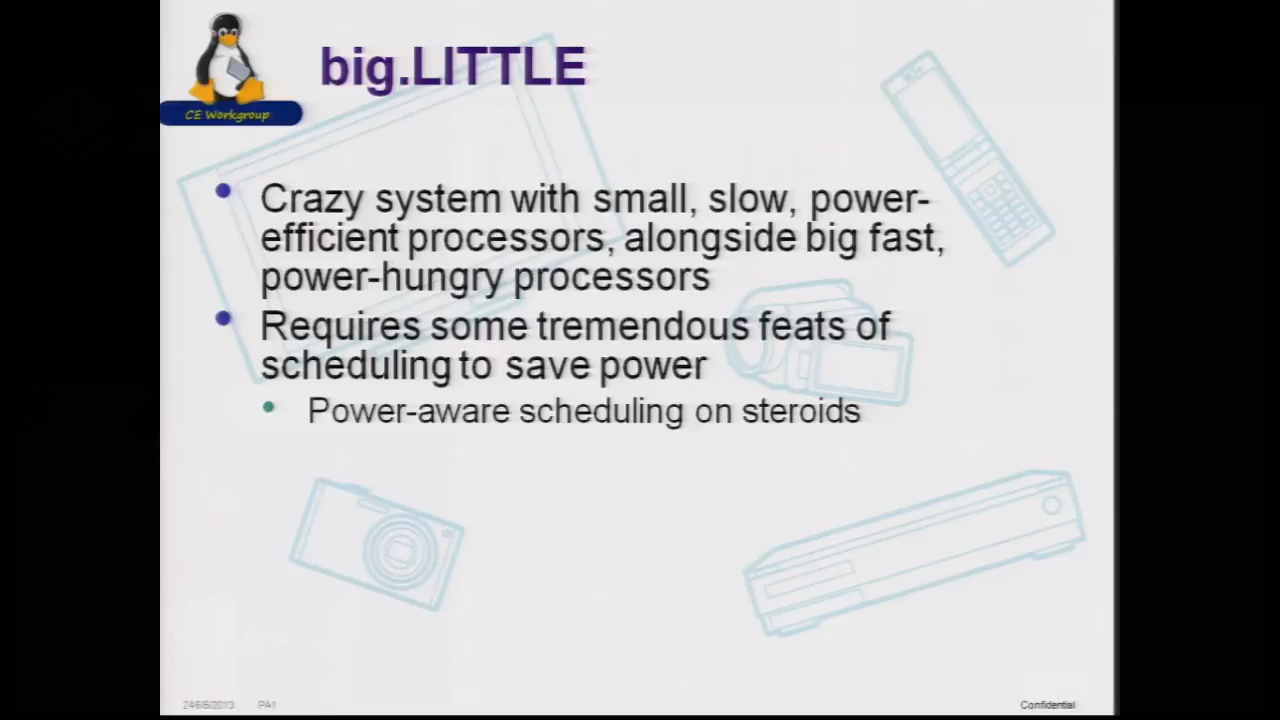 big.LITTLE
CE Workgroup
Crazy system with small, slow, power-
efficient processors, alongside big fast,
power-hungry processors
Requires some tremendous feats of
scheduling to save power
Power-aware scheduling on steroids
PA1
Confidential